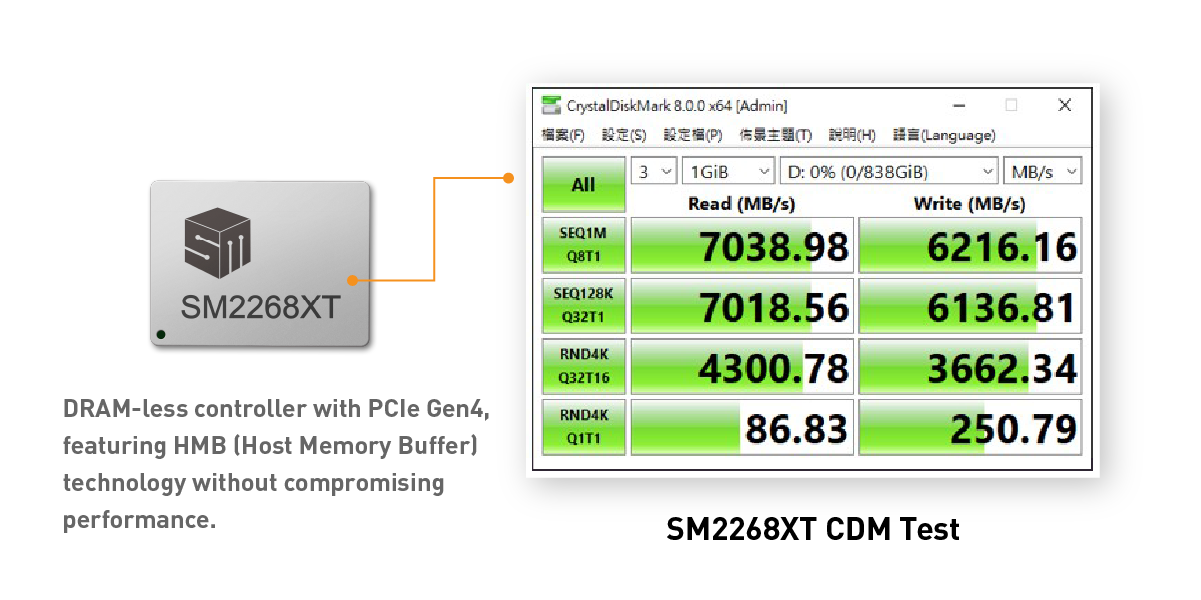 CrystalDiskMark 8.0.0 x64 [Admin]
檔案(F) 設定(S) 設定檔(P) 佈景主題(T) 說明(H) 語言(Language)
All
3 1GiB D: 0% (0/838GiB) MB/s
Read (MB/s) Write (MB/s)
SEQ1M
Q8T1
7038.98 6216.16
SEQ128K
Q32T1
7018.56 6136.81
RND4K
Q32T16
4300.78 3662.34
RND4K
Q1T1
86.83 250.79
SM
SM2268XT
DRAM-less controller with PCIe Gen4,
featuring HMB (Host Memory Buffer)
technology without compromising
performance.
SM2268XT CDM Test